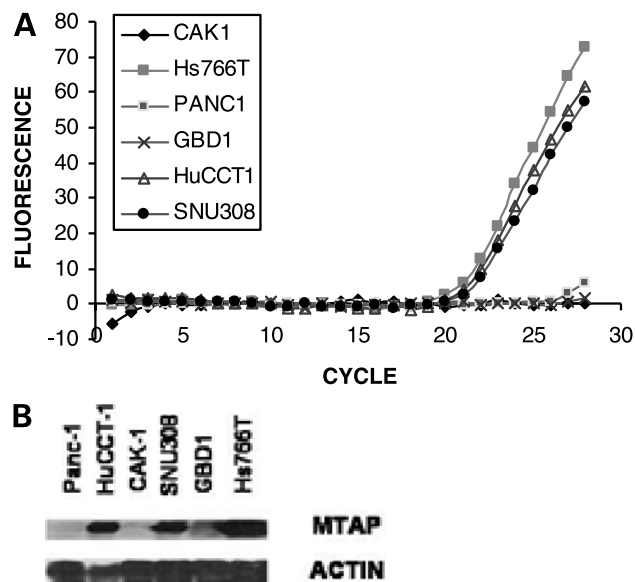 A
80
70
60
50
40
30
20
10
0
-10
FLUORESCENCE
CAK1
Hs766T
PANC1
GBD1
HuCCT1
SNU308
0 5 10 15 20 25 30
CYCLE
B
Panc-1
HuCCT-1
CAK-1
SNU308
GBD1
Hs766T
MTAP
ACTIN